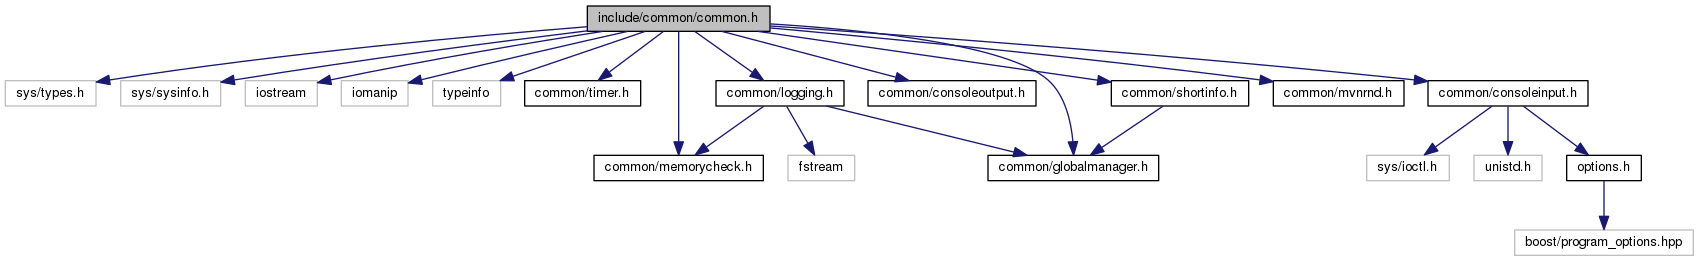 include/common/common.h
sys/types.h
sys/sysinfo.h
iostream
iomanip
typeinfo
common/timer.h
common/logging.h
common/consoleoutput.h
common/shortinfo.h
common/mvnrnd.h
common/consoleinput.h
common/memorycheck.h
fstream
common/globalmanager.h
sys/ioctl.h
unistd.h
options.h
boost/program_options.hpp